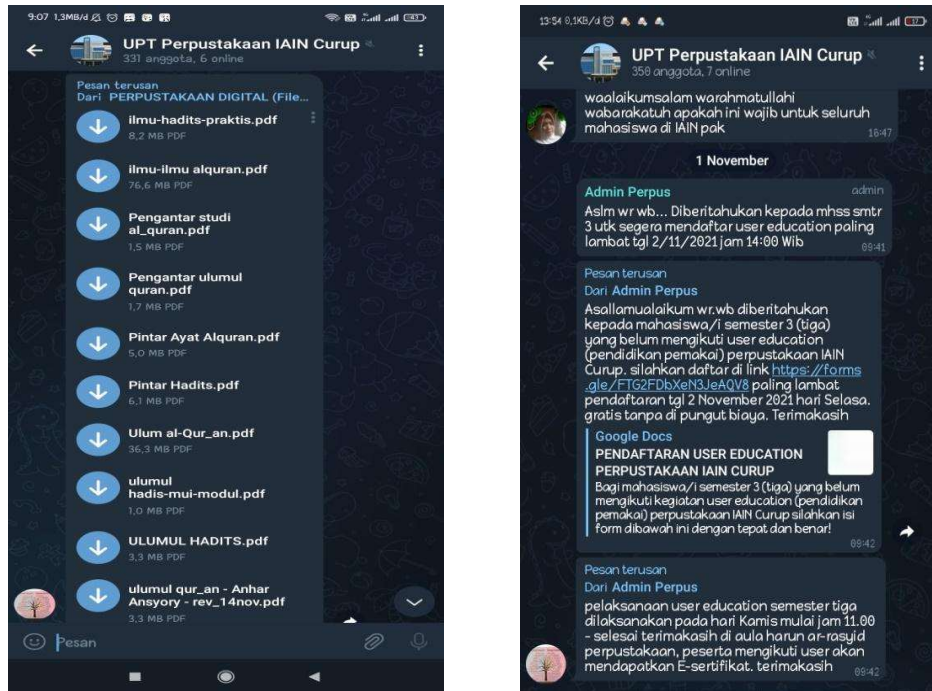 9:07 1,3MB/d
43
UPT Perpustakaan IAIN Curup
331 anggota, 6 online
Pesan terusan
Dari PERPUSTAKAAN DIGITAL (File...
ilmu-hadits-praktis.pdf
8,2 MB PDF
ilmu-ilmu alquran.pdf
76,6 MB PDF
Pengantar studi
al_quran.pdf
1,5 MB PDF
Pengantar ulumul
quran.pdf
1,7 MB PDF
Pintar Ayat Alquran.pdf
5,0 MB PDF
Pintar Hadits.pdf
6,1 MB PDF
Ulum al-Qur_an.pdf
36,3 MB PDF
ulumul
hadis-mui-modul.pdf
1,0 MB PDF
ULUMUL HADITS.pdf
3,3 MB PDF
ulumul qur_an - Anhar
Ansyory - rev_14nov.pdf
3,3 MB PDF
Pesan
13:54 0,1KB/d
UPT Perpustakaan IAIN Curup
350 anggota, 7 online
waalaikumsalam warahmatullahi
wabarakatuh apakah ini wajib untuk seluruh
mahasiswa di IAIN pak
16:47
1 November
Admin Perpus admin
Aslm wr wb... Diberitahukan kepada mhss smtr
3 utk segera mendaftar user education paling
lambat tgl 2/11/2021 jam 14:00 Wib
09:41
Pesan terusan
Dari Admin Perpus
Asallamualaikum wr.wb diberitahukan
kepada mahasiswa/i semester 3 (tiga)
yang belum mengikuti user education
(pendidikan pemakai) perpustakaan IAIN
Curup. silahkan daftar di link https://forms
.gle/FTG2FDbXeN3JeAQV8 paling lambat
pendaftaran tgl 2 November 2021 hari Selasa.
gratis tanpa di pungut biaya. Terimakasih
Google Docs
PENDAFTARAN USER EDUCATION
PERPUSTAKAAN IAIN CURUP
Bagi mahasiswa/i semester 3 (tiga) yang belum
mengikuti kegiatan user education (pendidikan
pemakai) perpustakaan IAIN Curup silahkan isi
form dibawah ini dengan tepat dan benar!
09:42
Pesan terusan
Dari Admin Perpus
pelaksanaan user education semester tiga
dilaksanakan pada hari Kamis mulai jam 11.00
- selesai terimakasih di aula harun ar-rasyid
perpustakaan, peserta mengikuti user akan
mendapatkan E-sertifikat. terimakasih
09:42